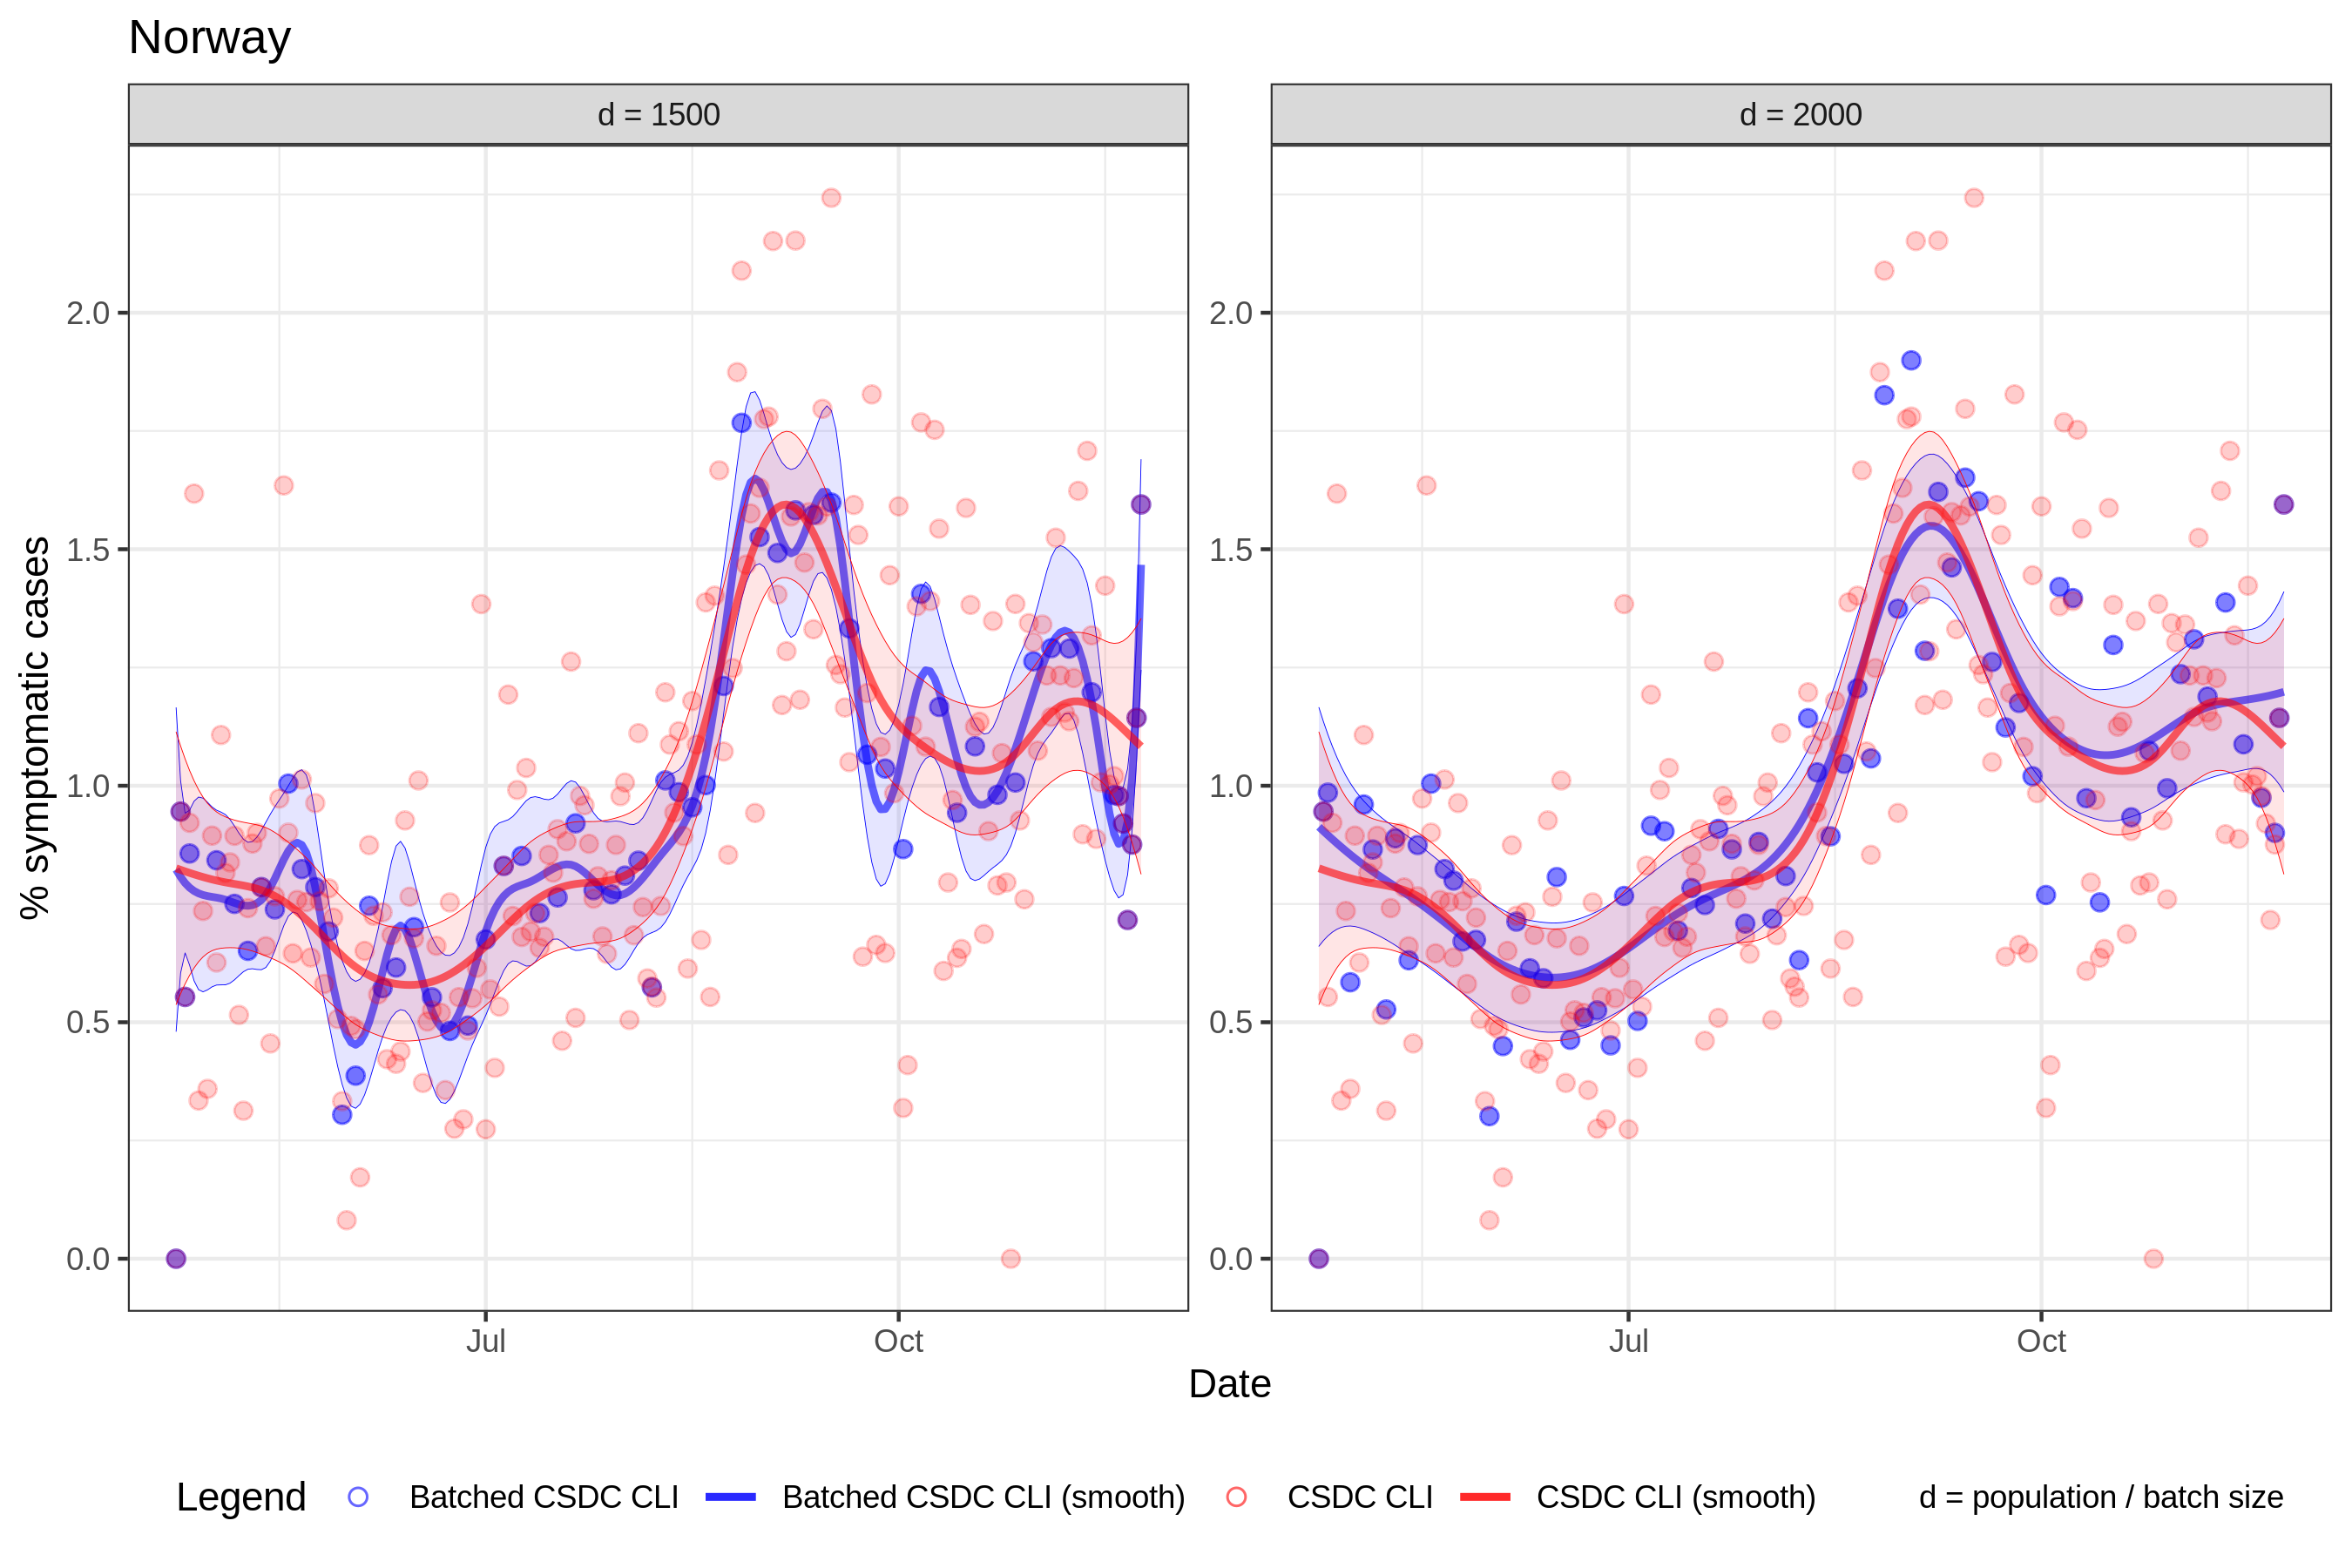 Norway
d = 1500
d = 2000
% symptomatic cases
2.0
1.5
1.0
0.5
0.0
2.0
1.5
1.0
0.5
0.0
Jul
Oct
Jul
Oct
Date
Legend
Batched CSDC CLI
Batched CSDC CLI (smooth)
CSDC CLI
CSDC CLI (smooth)
d = population / batch size